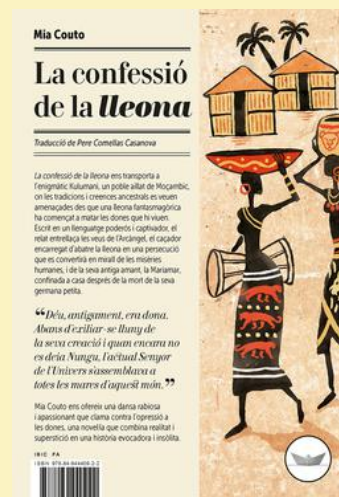 Mia Couto
La confessió
de la lleona
Traducció de Pere Comellas Casanova
La confessió de la lleona ens transporta a
l'enigmàtic Kulumani, un poble aïllat de Moçambic,
on les tradicions i creences ancestrals es veuen
amenaçades des que una lleona fantasmagòrica
ha començat a matar les dones que hi viuen.
Escrit en un llenguatge poderós i captivador, el
relat entrellaça les veus de l'Arcàngel, el caçador
encarregat d'abatre la lleona en una persecució
que es convertirà en mirall de les misèries
humanes, i de la seva antiga amant, la Mariamar,
confinada a casa després de la mort de la seva
germana petita.
“Déu, antigament, era dona.
Abans d'exiliar-se lluny de
la seva creació i quan encara no
es deia Nungu, l'actual Senyor
de l'Univers s'assemblava a
totes les mares d'aquest món.”
Mia Couto ens ofereix una dansa rabiosa
i apassionant que clama contra l'opressió a
les dones, una novel·la que combina realitat i
superstició en una història evocadora i insòlita.
IBIC FA